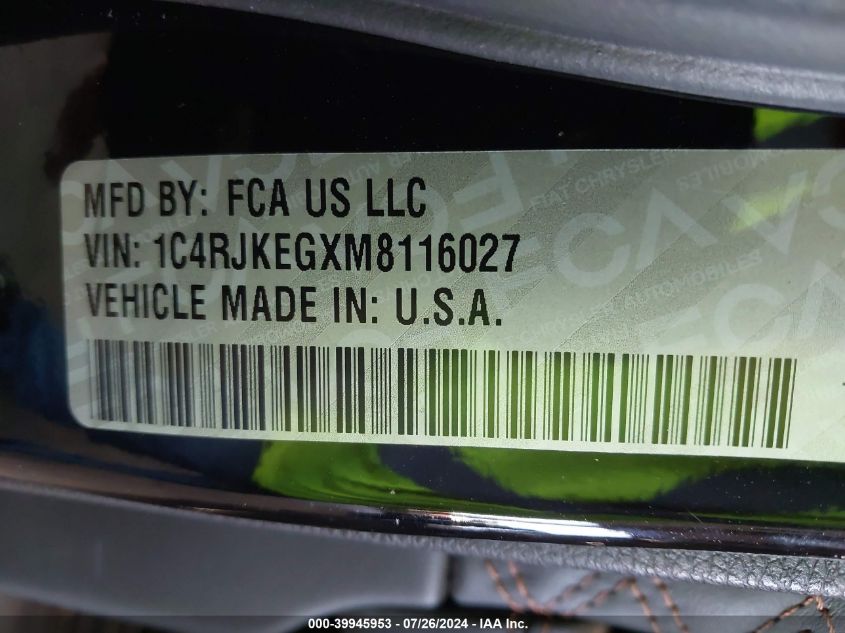 MFD BY: FCA US LLC
VIN: 1C4RJKEGXM8116027
VEHICLE MADE IN: U.S.A.
000-39945953 - 07/26/2024 - IAA Inc.